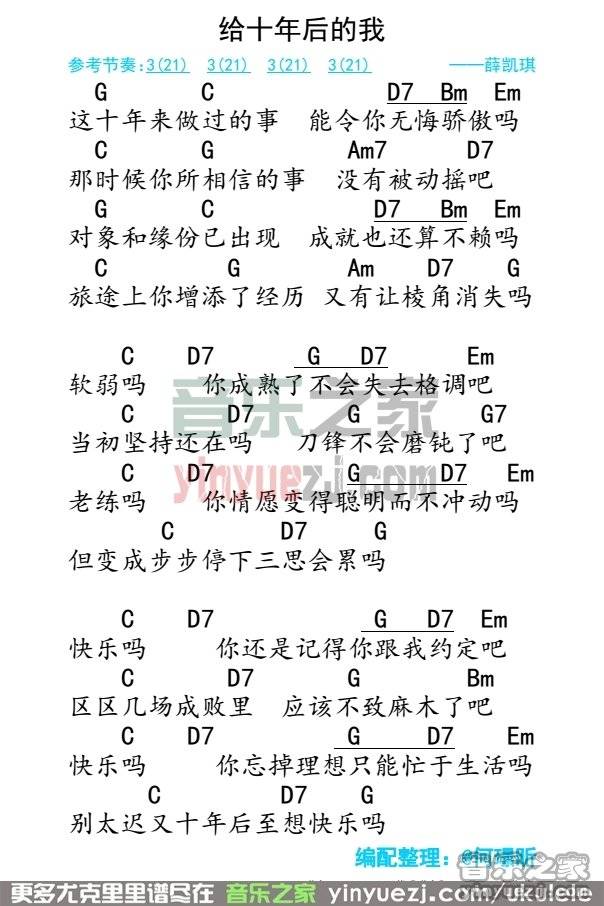 给十年后的我
参考节奏：3(21) 3(21) 3(21) 3(21) ——薛凯琪
G C D7 Bm Em
这十年来做过的事 能令你无悔骄傲吗
C G Am7 D7
那时候你所相信的事 没有被动摇吧
G C D7 Bm Em
对象和缘份已出现 成就也还算不赖吗
C G Am D7 G
旅途上你增添了经历 又有让棱角消失吗
C D7 G D7 Em
软弱吗 你成熟了不会失去格调吧
C D7 G G7
当初坚持还在吗 刀锋不会磨钝了吧
C D7 G D7 Em
老练吗 你情愿变得聪明而不冲动吗
C D7 G
但变成步步停下三思会累吗
C D7 G D7 Em
快乐吗 你还是记得你跟我约定吧
C D7 G Bm
区区几场成败里 应该不致麻木了吧
C D7 G D7 Em
快乐吗 你忘掉理想只能忙于生活吗
C D7 G
别太迟又十年后至想快乐吗
音乐之家
yinyuezj.com
编配整理：@何璟昕
音乐之家
更多尤克里里谱尽在 音乐之家 yinyuezj.com